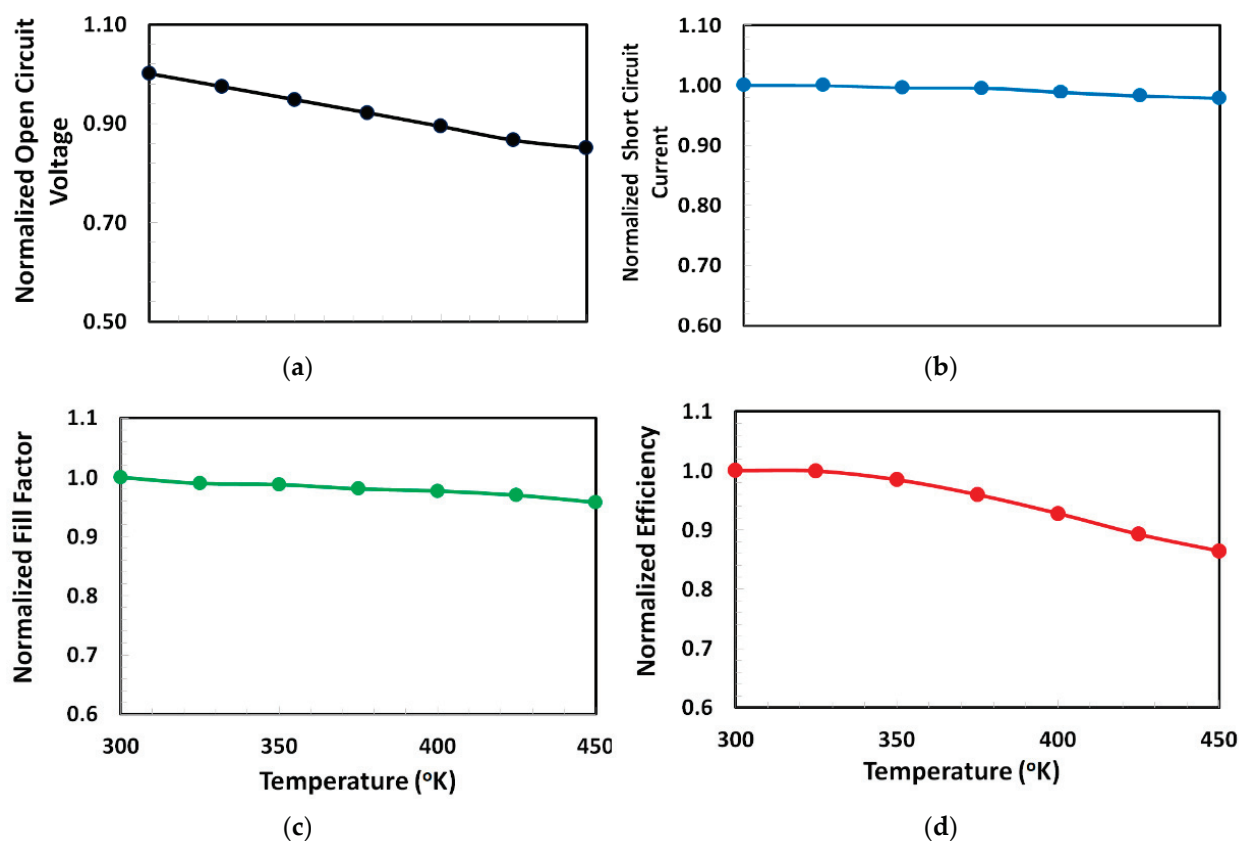 Normalized Open Circuit
Voltage
1.10
0.90
0.70
0.50
(a)
Normalized Short Circuit
Current
1.10
1.00
0.90
0.80
0.70
0.60
(b)
Normalized Fill Factor
1.1
1.0
0.9
0.8
0.7
0.6
300
350
400
450
Temperature (ᵒK)
(c)
Normalized Efficiency
1.1
1.0
0.9
0.8
0.7
0.6
300
350
400
450
Temperature (ᵒK)
(d)